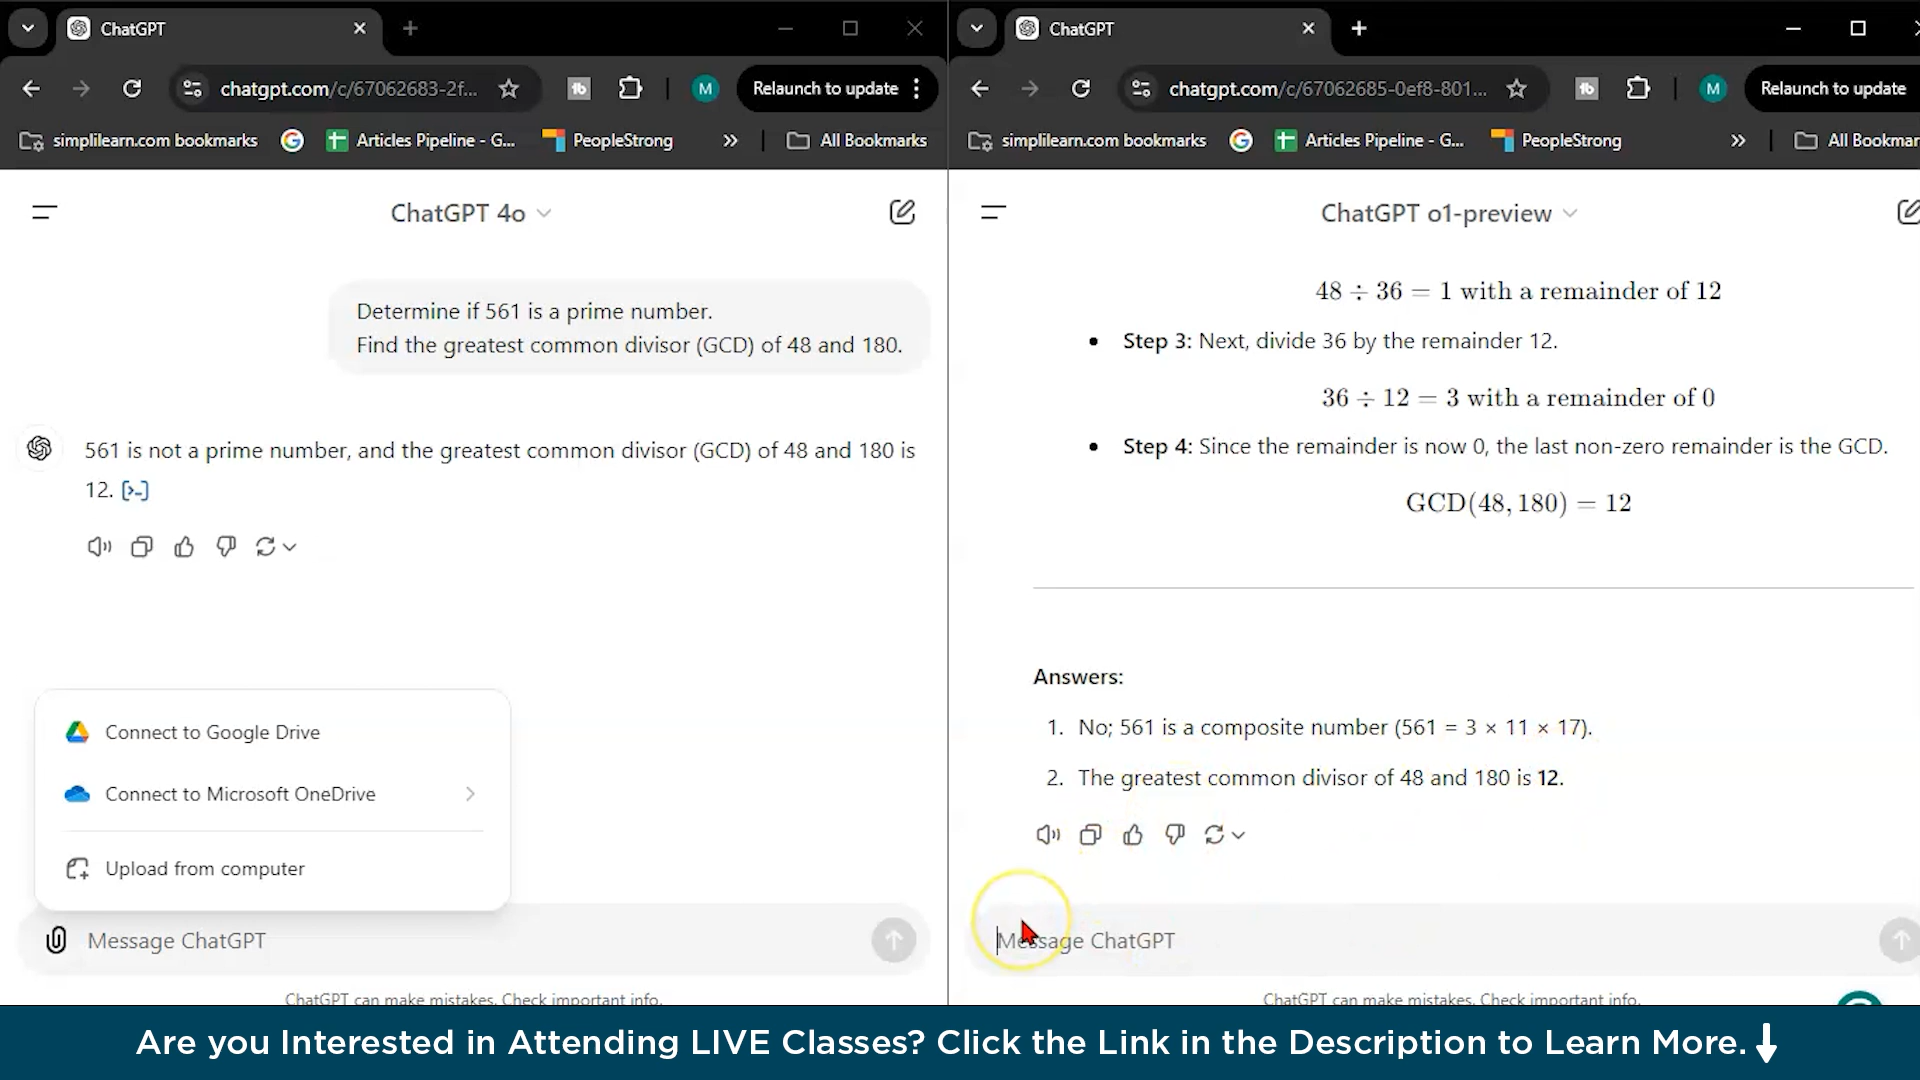 ChatGPT
chatgpt.com/c/67062683-2f...
Relaunch to update
simplilearn.com bookmarks
Articles Pipeline - G...
PeopleStrong
All Bookmarks
ChatGPT 4o
Determine if 561 is a prime number.
Find the greatest common divisor (GCD) of 48 and 180.
561 is not a prime number, and the greatest common divisor (GCD) of 48 and 180 is
12. [>-]
Connect to Google Drive
Connect to Microsoft OneDrive
Upload from computer
Message ChatGPT
ChatGPT can make mistakes. Check important info.
ChatGPT
chatgpt.com/c/67062685-0ef8-801...
Relaunch to update
simplilearn.com bookmarks
Articles Pipeline - G...
PeopleStrong
All Bookmar
ChatGPT o1-preview
48 ÷ 36 = 1 with a remainder of 12
• Step 3: Next, divide 36 by the remainder 12.
36 ÷ 12 = 3 with a remainder of 0
• Step 4: Since the remainder is now 0, the last non-zero remainder is the GCD.
GCD(48, 180) = 12
Answers:
1. No; 561 is a composite number (561 = 3 × 11 × 17).
2. The greatest common divisor of 48 and 180 is 12.
Message ChatGPT
ChatGPT can make mistakes. Check important info.
M
M
Are you Interested in Attending LIVE Classes? Click the Link in the Description to Learn More.